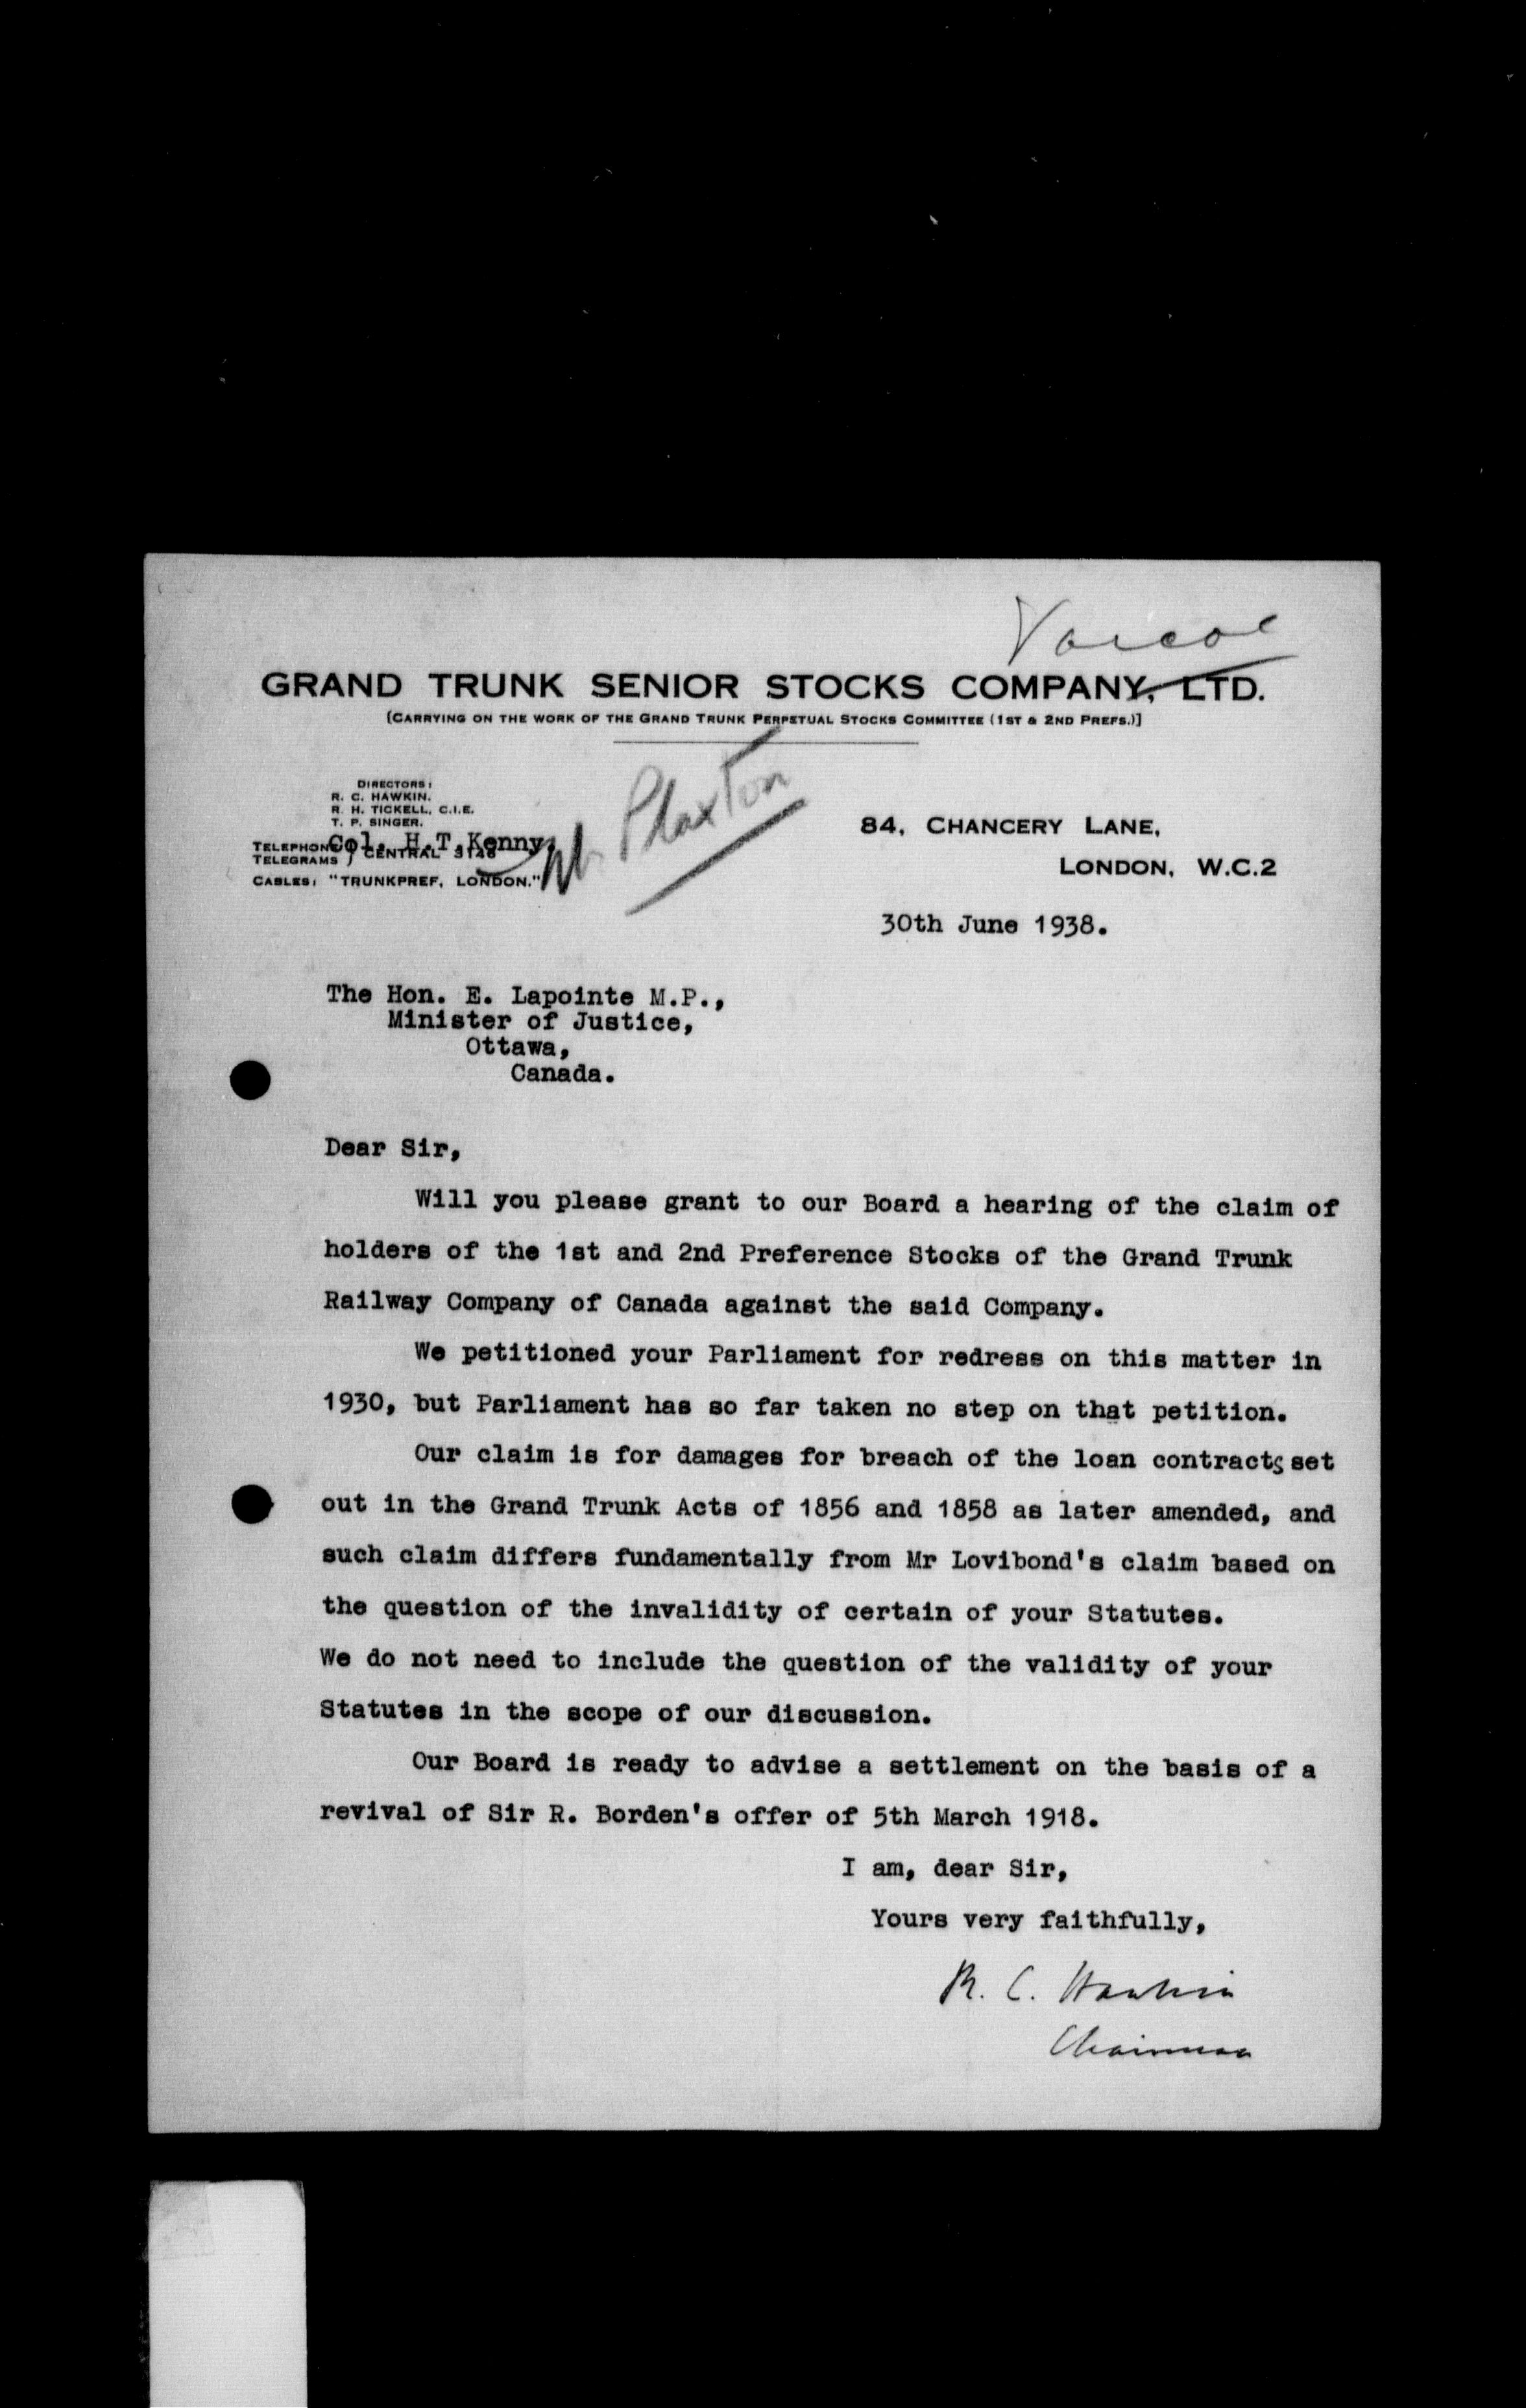 Varcoe
GRAND TRUNK SENIOR STOCKS COMPANY, LTD.
[CARRYING ON THE WORK OF THE GRAND TRUNK PERPETUAL STOCKS COMMITTEE (1ST & 2ND PREFS.)]
DIRECTORS:
R. C. HAWKIN.
R. H. TICKELL, C.I.E.
T. P. SINGER.
Col. H.T.Kenny.
TELEPHONE
TELEGRAMS } CENTRAL 3148
CABLES: "TRUNKPREF, LONDON."
Mr Plaxton
84, CHANCERY LANE,
LONDON, W.C.2
30th June 1938.
The Hon. E. Lapointe M.P.,
Minister of Justice,
Ottawa,
Canada.
Dear Sir,
Will you please grant to our Board a hearing of the claim of
holders of the 1st and 2nd Preference Stocks of the Grand Trunk
Railway Company of Canada against the said Company.
We petitioned your Parliament for redress on this matter in
1930, but Parliament has so far taken no step on that petition.
Our claim is for damages for breach of the loan contracts set
out in the Grand Trunk Acts of 1856 and 1858 as later amended, and
such claim differs fundamentally from Mr Lovibond's claim based on
the question of the invalidity of certain of your Statutes.
We do not need to include the question of the validity of your
Statutes in the scope of our discussion.
Our Board is ready to advise a settlement on the basis of a
revival of Sir R. Borden's offer of 5th March 1918.
I am, dear Sir,
Yours very faithfully,
R. C. Hawkin
Chairman